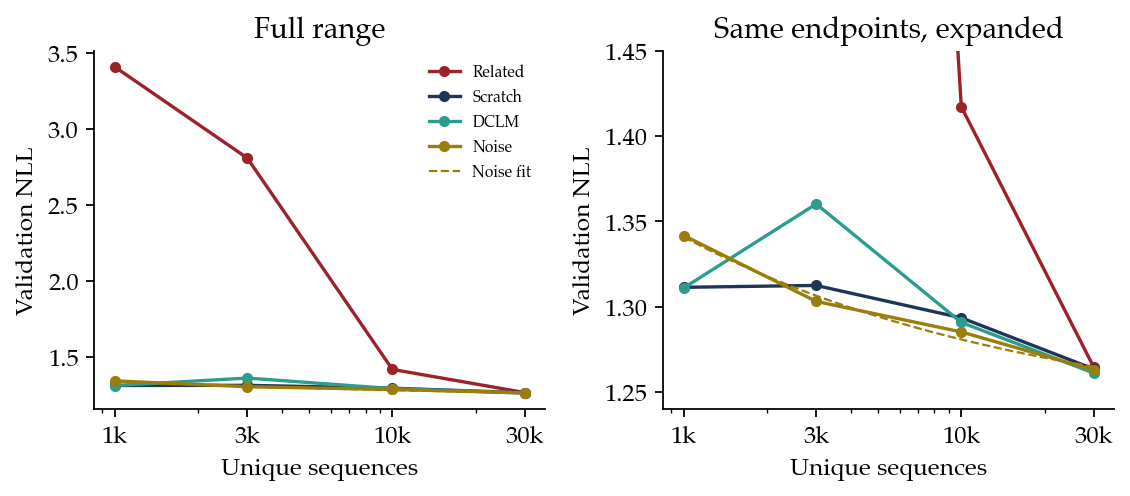 Full range
3.5
3.0
2.5
2.0
1.5
Validation NLL
1k
3k
10k
30k
Unique sequences
Related
Scratch
DCLM
Noise
Noise fit
Same endpoints, expanded
1.45
1.40
1.35
1.30
1.25
Validation NLL
1k
3k
10k
30k
Unique sequences